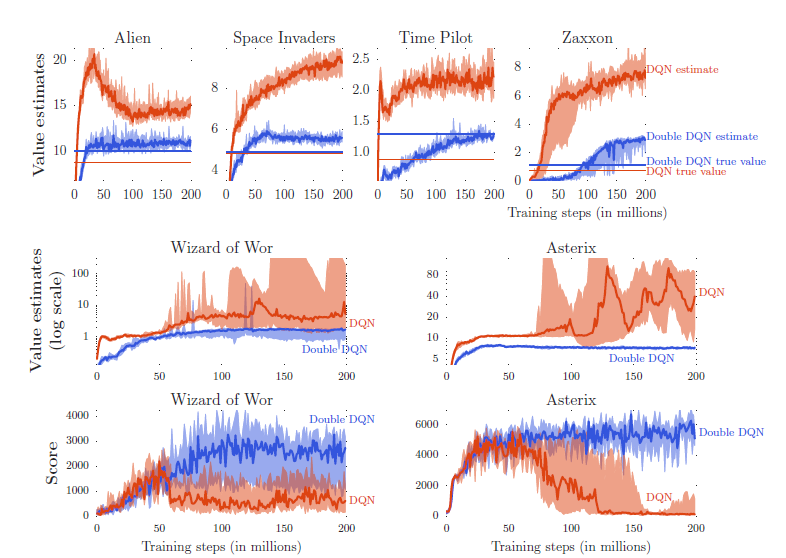 Alien Space Invaders Time Pilot Zaxxon
Value estimates
20
15
10
0 50 100 150 200
8
6
4
0 50 100 150 200
2.5
2.0
1.5
1.0
0 50 100 150 200
8
6
4
2
0
0 50 100 150 200
DQN estimate
Double DQN estimate
Double DQN true value
DQN true value
Training steps (in millions)
Wizard of Wor Asterix
Value estimates
(log scale)
100
10
1
0 50 100 150 200
DQN
Double DQN
80
40
20
10
5
0 50 100 150 200
DQN
Double DQN
Wizard of Wor Asterix
Score
4000
3000
2000
1000
0
0 50 100 150 200
Double DQN
DQN
Training steps (in millions)
6000
4000
2000
0
0 50 100 150 200
Double DQN
DQN
Training steps (in millions)